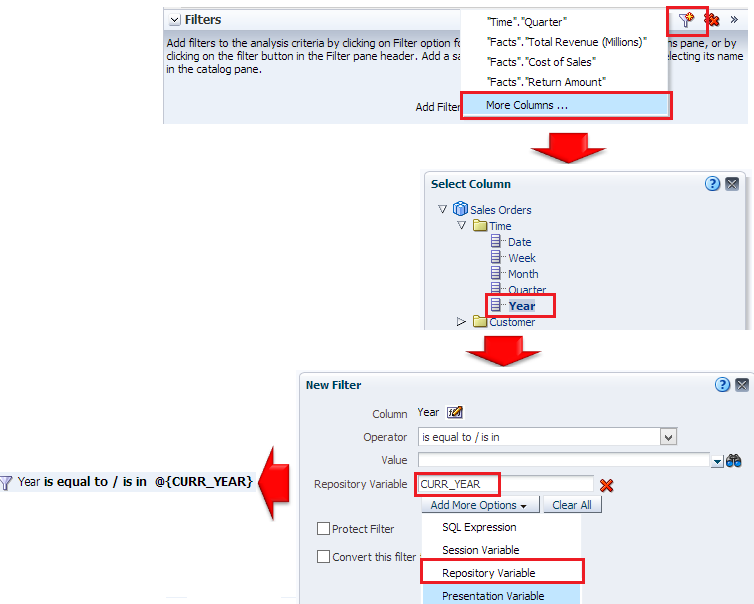 Filters
"Time"."Quarter"
"Facts"."Total Revenue (Millions)"
"Facts"."Cost of Sales"
"Facts"."Return Amount"
More Columns ...
»
Add filters to the analysis criteria by clicking on Filter option fo
ns pane, or by
clicking on the filter button in the Filter pane header. Add a sa
electing its name
in the catalog pane.
Add Filter
Select Column
?
Sales Orders
Time
Date
Week
Month
Quarter
Year
Customer
New Filter
?
Column Year
Operator is equal to / is in
Value
Repository Variable CURR_YEAR
Add More Options Clear All
Protect Filter
SQL Expression
Session Variable
Convert this filter
Repository Variable
Presentation Variable
Year is equal to / is in @{CURR_YEAR}